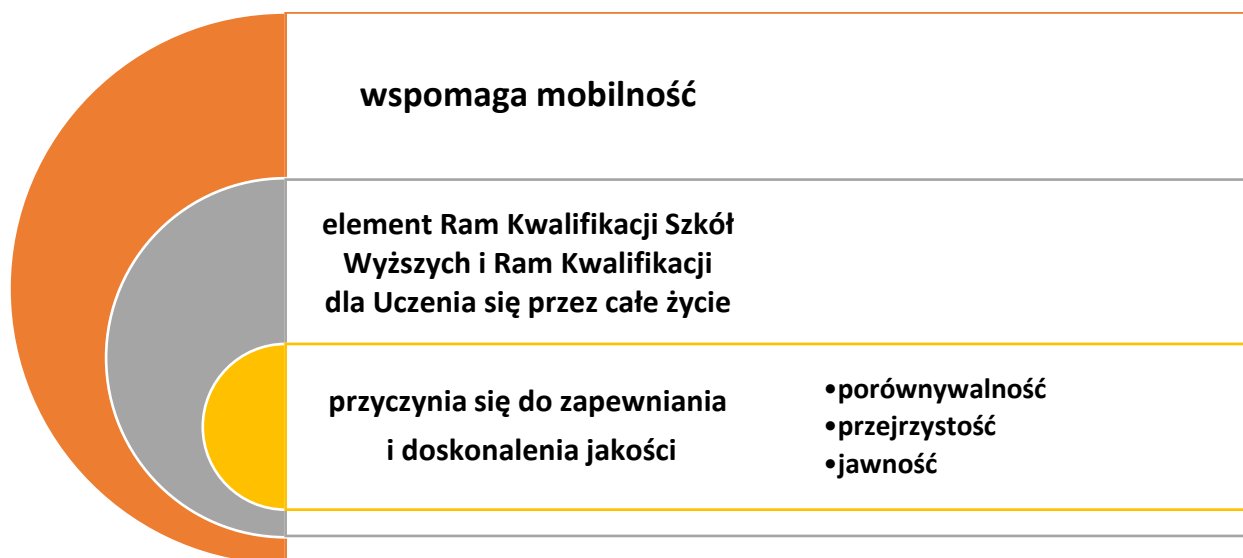 wspomaga mobilność
element Ram Kwalifikacji Szkół
Wyższych i Ram Kwalifikacji
dla Uczenia się przez całe życie
przyczynia się do zapewniania
i doskonalenia jakości
•porównywalność
•przejrzystość
•jawność